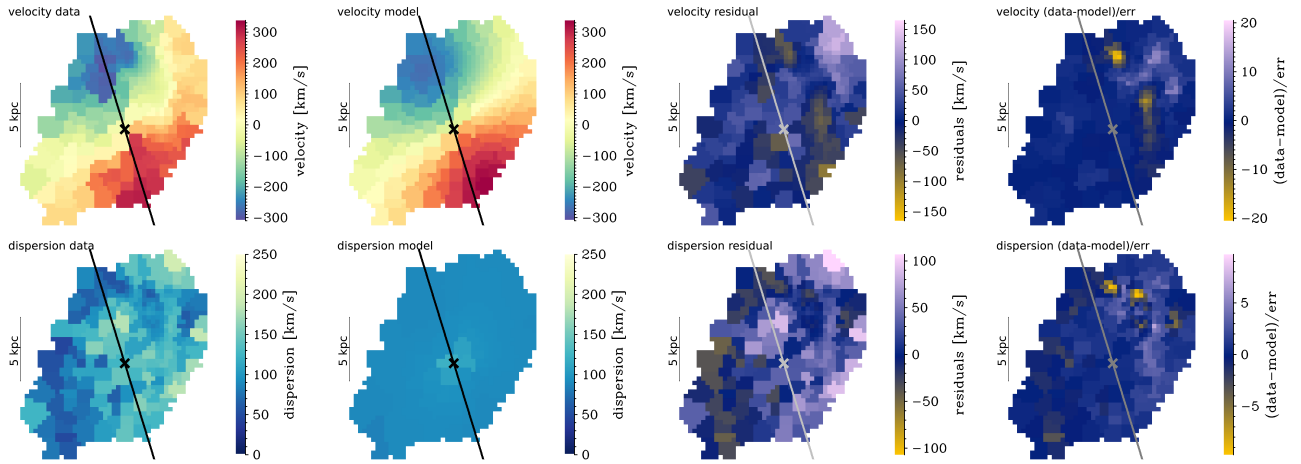 velocity data
5 kpc
300
200
100
0
−100
−200
−300
velocity [km/s]
velocity model
5 kpc
300
200
100
0
−100
−200
−300
velocity [km/s]
velocity residual
5 kpc
150
100
50
0
−50
−100
−150
residuals [km/s]
velocity (data-model)/err
5 kpc
20
10
0
−10
−20
(data−model)/err
dispersion data
5 kpc
250
200
150
100
50
0
dispersion [km/s]
dispersion model
5 kpc
250
200
150
100
50
0
dispersion [km/s]
dispersion residual
5 kpc
100
50
0
−50
−100
residuals [km/s]
dispersion (data-model)/err
5 kpc
5
0
−5
(data−model)/err